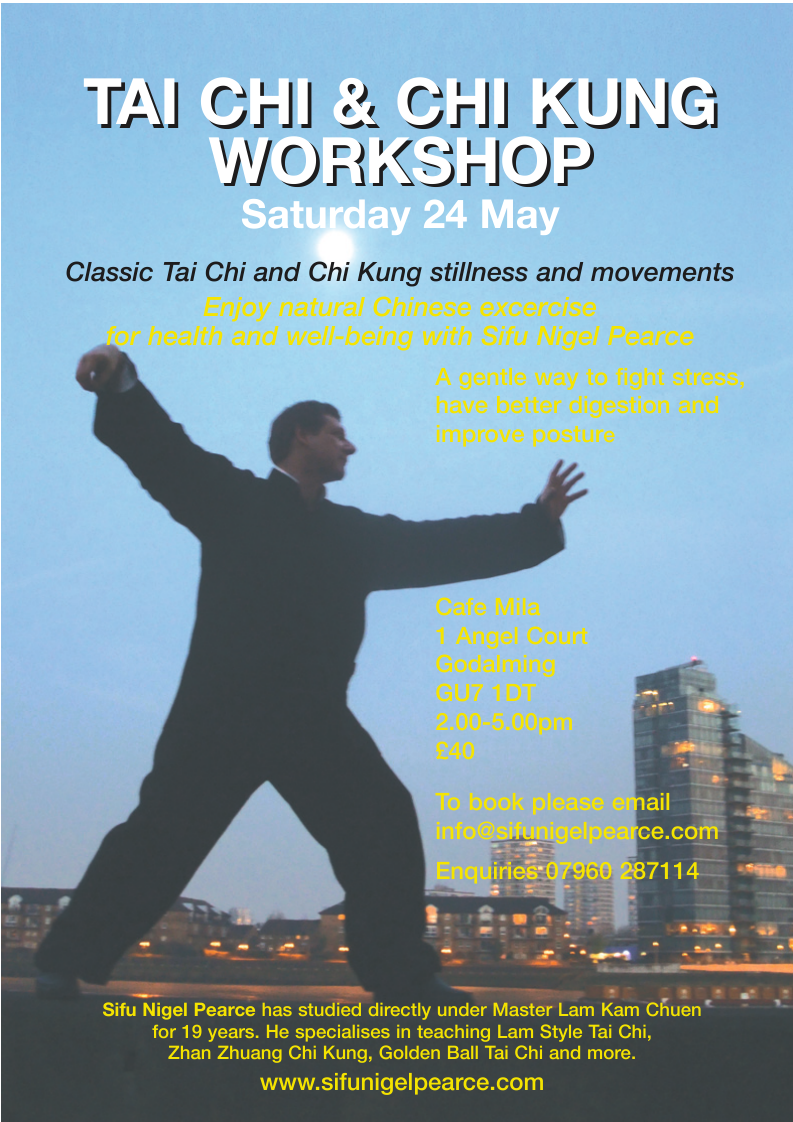 TAI CHI & CHI KUNG
WORKSHOP
Saturday 24 May
Classic Tai Chi and Chi Kung stillness and movements
Enjoy natural Chinese excercise
for health and well-being with Sifu Nigel Pearce
A gentle way to fight stress,
have better digestion and
improve posture
Cafe Mila
1 Angel Court
Godalming
GU7 1DT
2.00-5.00pm
£40
To book please email
info@sifunigelpearce.com
Enquiries 07960 287114
Sifu Nigel Pearce has studied directly under Master Lam Kam Chuen
for 19 years. He specialises in teaching Lam Style Tai Chi,
Zhan Zhuang Chi Kung, Golden Ball Tai Chi and more.
www.sifunigelpearce.com